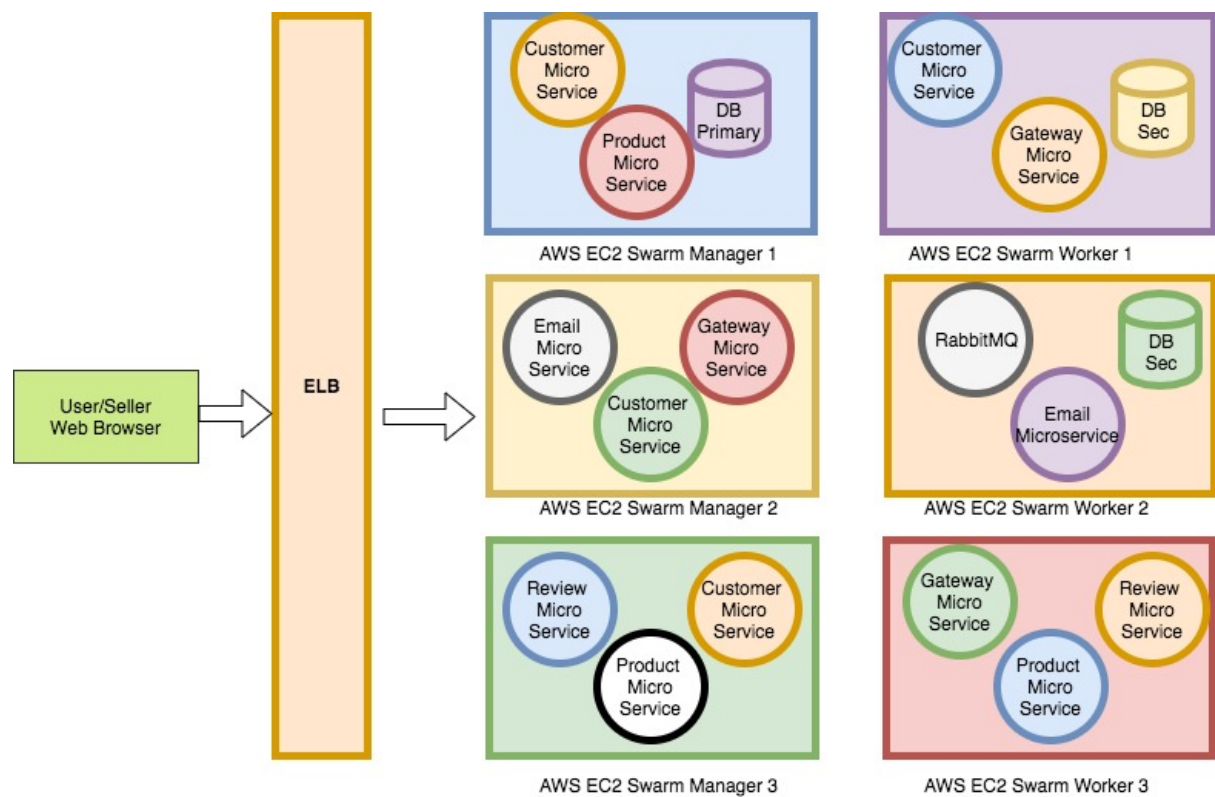 User/Seller
Web Browser
ELB
Customer
Micro
Service
Product
Micro
Service
DB
Primary
AWS EC2 Swarm Manager 1
Customer
Micro
Service
Gateway
Micro
Service
DB
Sec
AWS EC2 Swarm Worker 1
Email
Micro
Service
Gateway
Micro
Service
Customer
Micro
Service
AWS EC2 Swarm Manager 2
RabbitMQ
DB
Sec
Email
Microservice
AWS EC2 Swarm Worker 2
Review
Micro
Service
Customer
Micro
Service
Product
Micro
Service
AWS EC2 Swarm Manager 3
Gateway
Micro
Service
Review
Micro
Service
Product
Micro
Service
AWS EC2 Swarm Worker 3